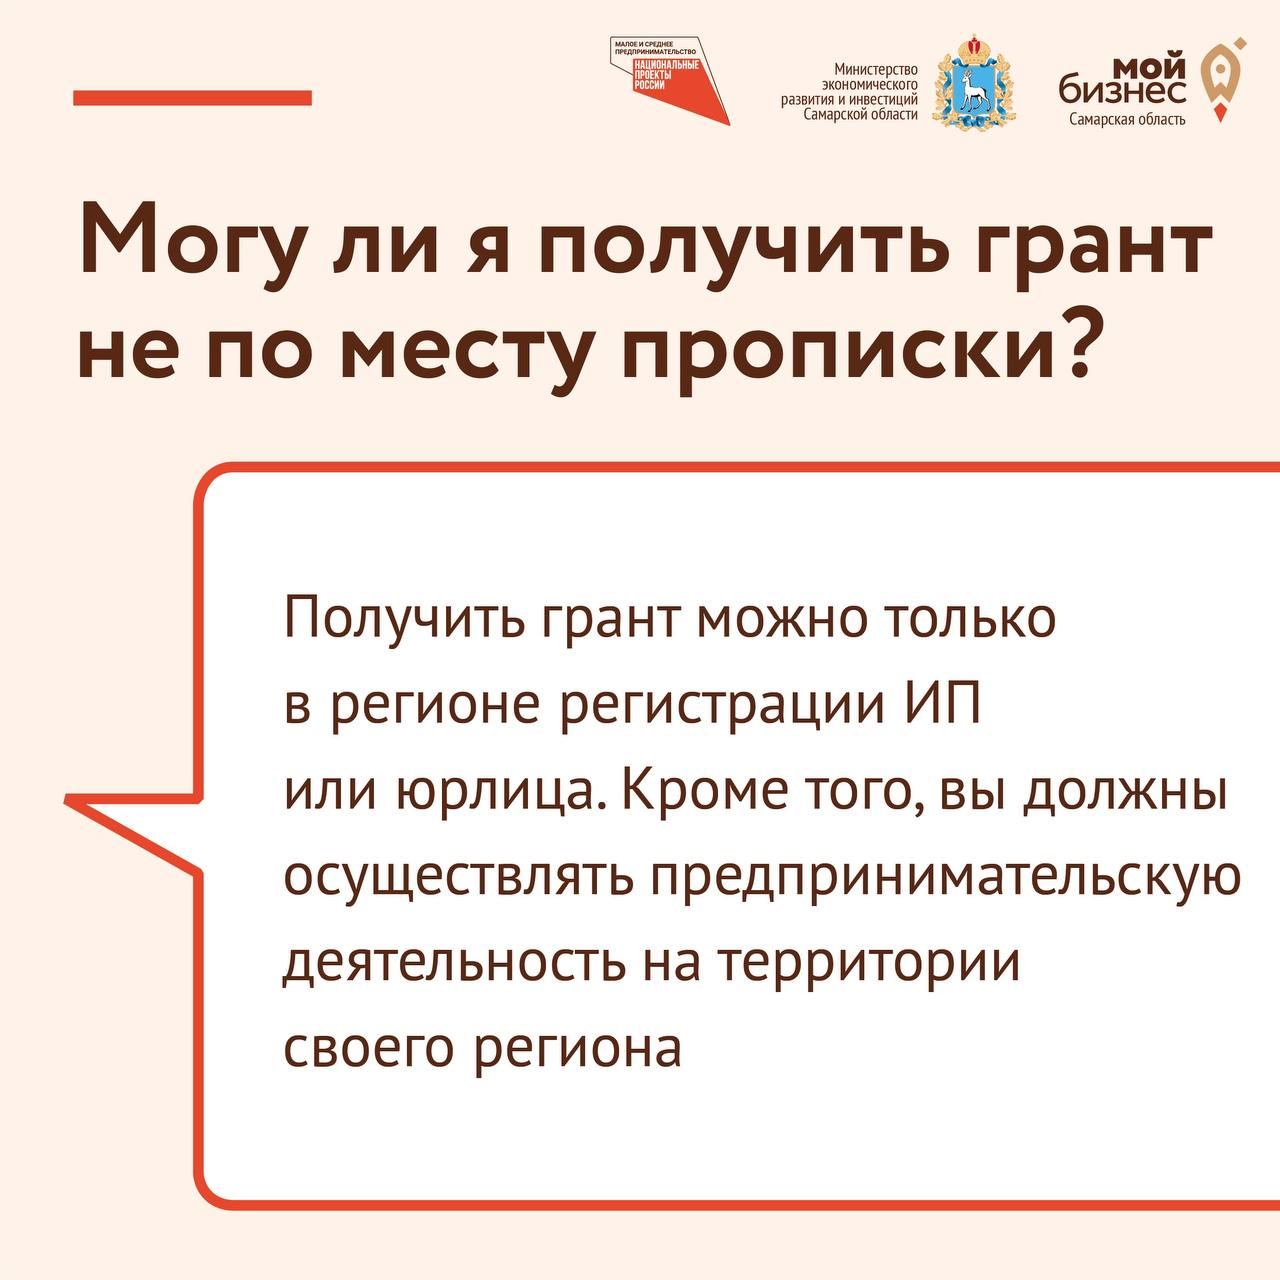 МАЛОЕ И СРЕДНЕЕ
ПРЕДПРИНИМАТЕЛЬСТВО
НАЦИОНАЛЬНЫЕ
ПРОЕКТЫ
РОССИИ
Министерство
экономического
развития и инвестиций
Самарской области
мой
бизнес
Самарская область
Могу ли я получить грант
не по месту прописки?
Получить грант можно только
в регионе регистрации ИП
или юрлица. Кроме того, вы должны
осуществлять предпринимательскую
деятельность на территории
своего региона